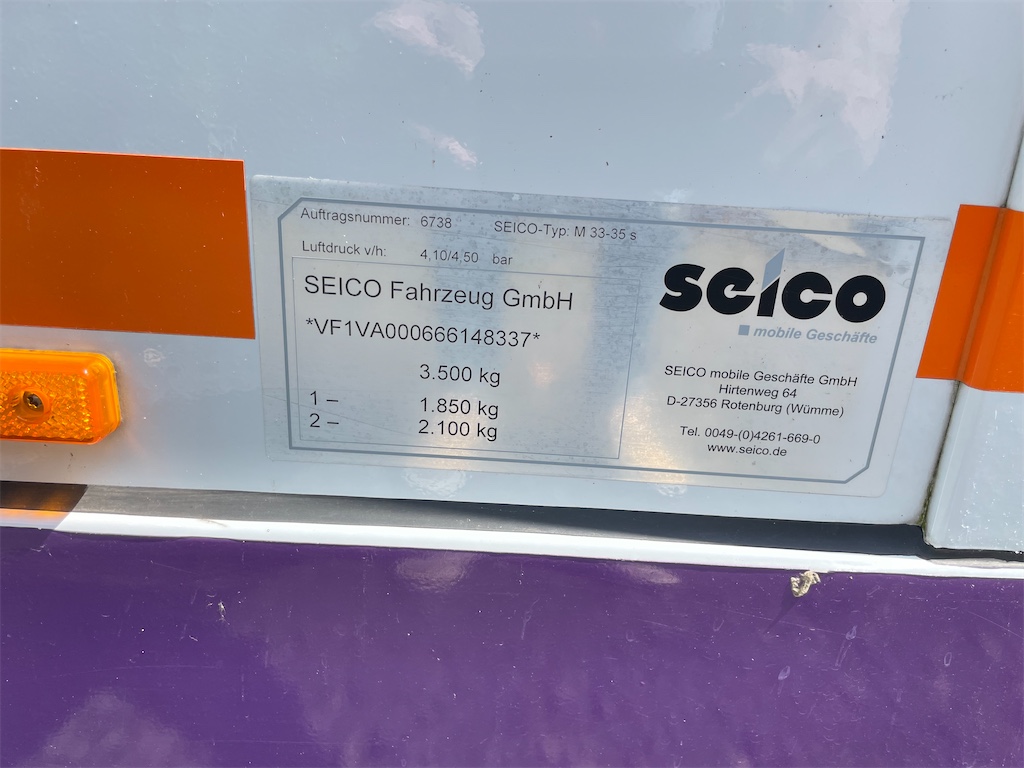 Auftragsnummer: 6738 SEICO-Typ: M 33-35 s
Luftdruck v/h: 4,10/4,50 bar
SEICO Fahrzeug GmbH
*VF1VA000666148337*
3.500 kg
1 – 1.850 kg
2 – 2.100 kg
seico
mobile Geschäfte
SEICO mobile Geschäfte GmbH
Hirtenweg 64
D-27356 Rotenburg (Wümme)
Tel. 0049-(0)4261-669-0
www.seico.de